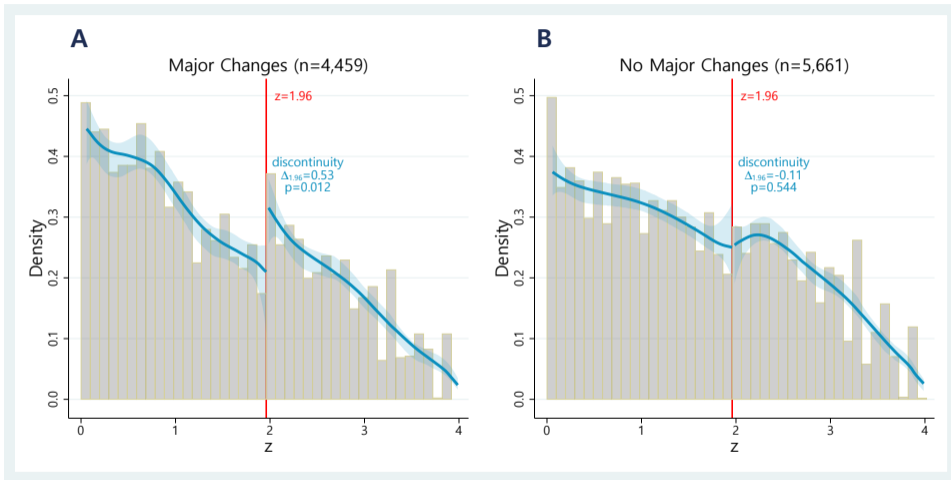 A
Major Changes (n=4,459)
Density
0.5
0.4
0.3
0.2
0.1
0.0
z=1.96
discontinuity
Δ1.96=0.53
p=0.012
0 1 2 3 4
z
B
No Major Changes (n=5,661)
Density
0.5
0.4
0.3
0.2
0.1
0.0
z=1.96
discontinuity
Δ1.96=-0.11
p=0.544
0 1 2 3 4
z